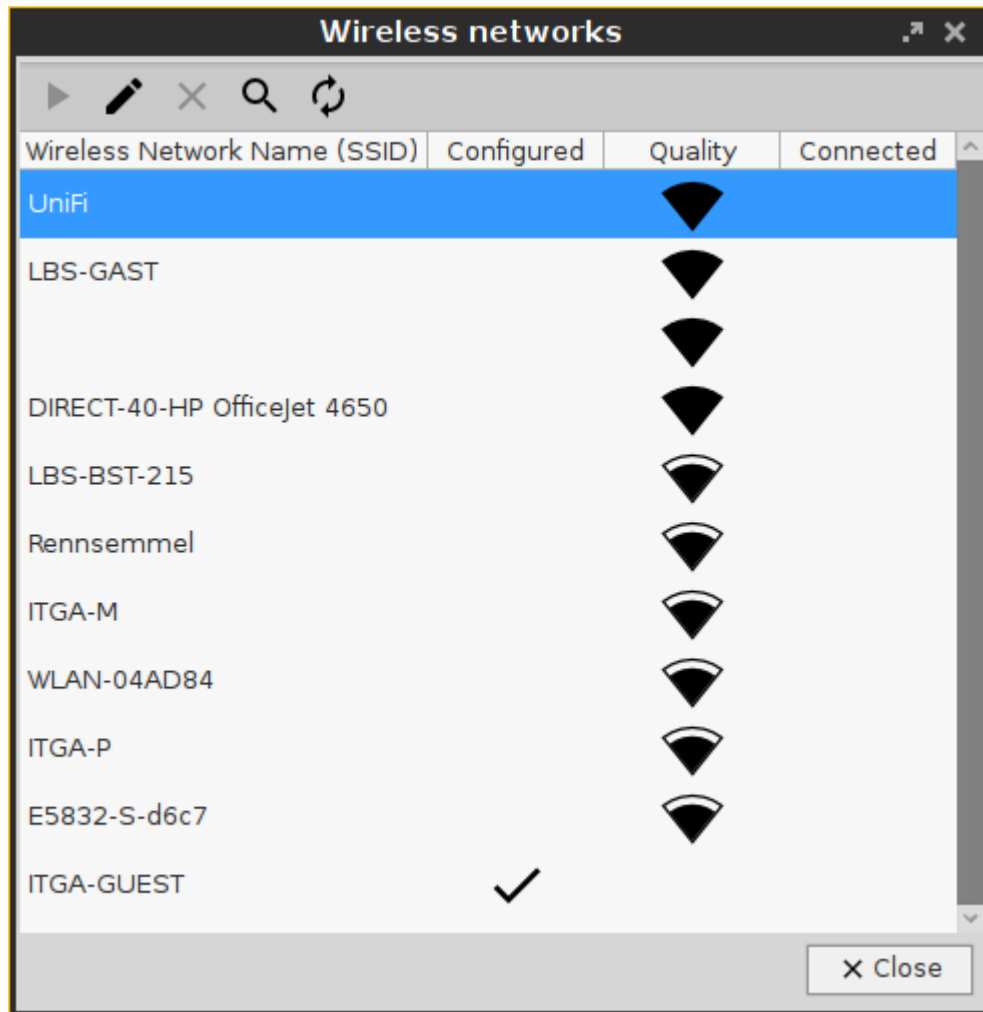 Wireless networks
Wireless Network Name (SSID) Configured Quality Connected
UniFi
LBS-GAST
DIRECT-40-HP OfficeJet 4650
LBS-BST-215
Rennsemmel
ITGA-M
WLAN-04AD84
ITGA-P
E5832-S-d6c7
ITGA-GUEST
Close